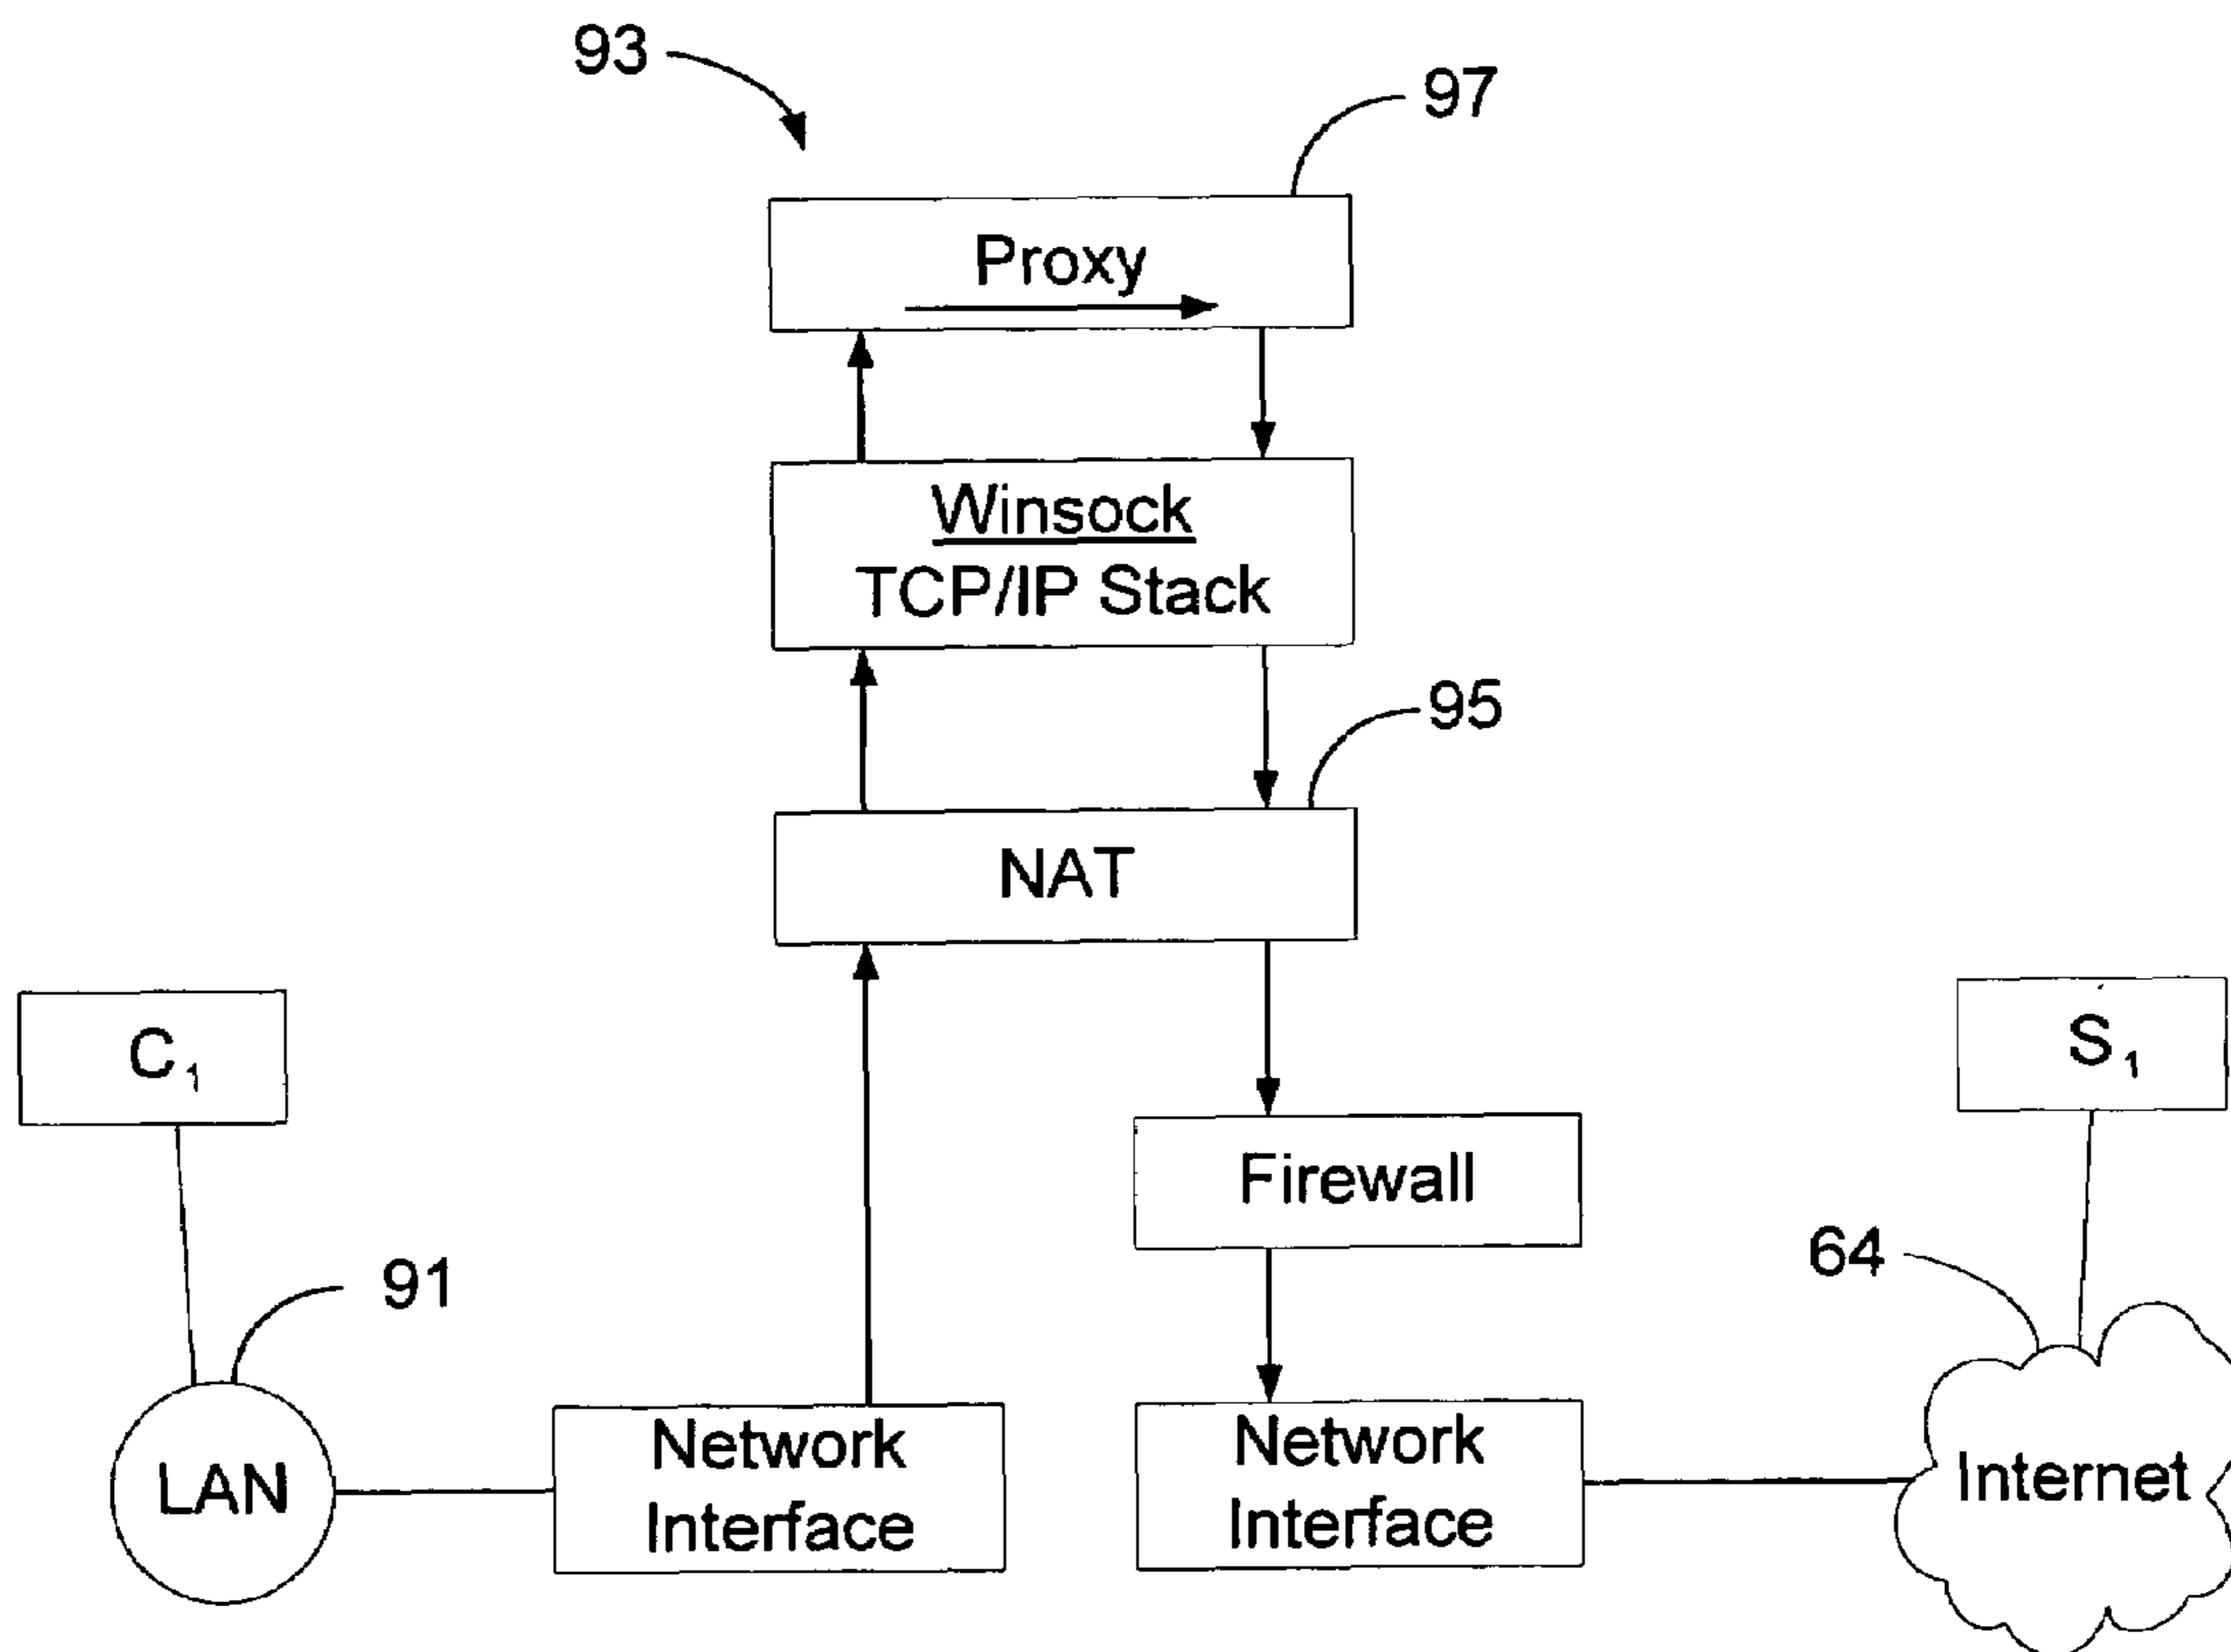 93
97
Proxy
Winsock
TCP/IP Stack
95
NAT
C1
S1
Firewall
64
91
LAN
Network
Interface
Network
Interface
Internet